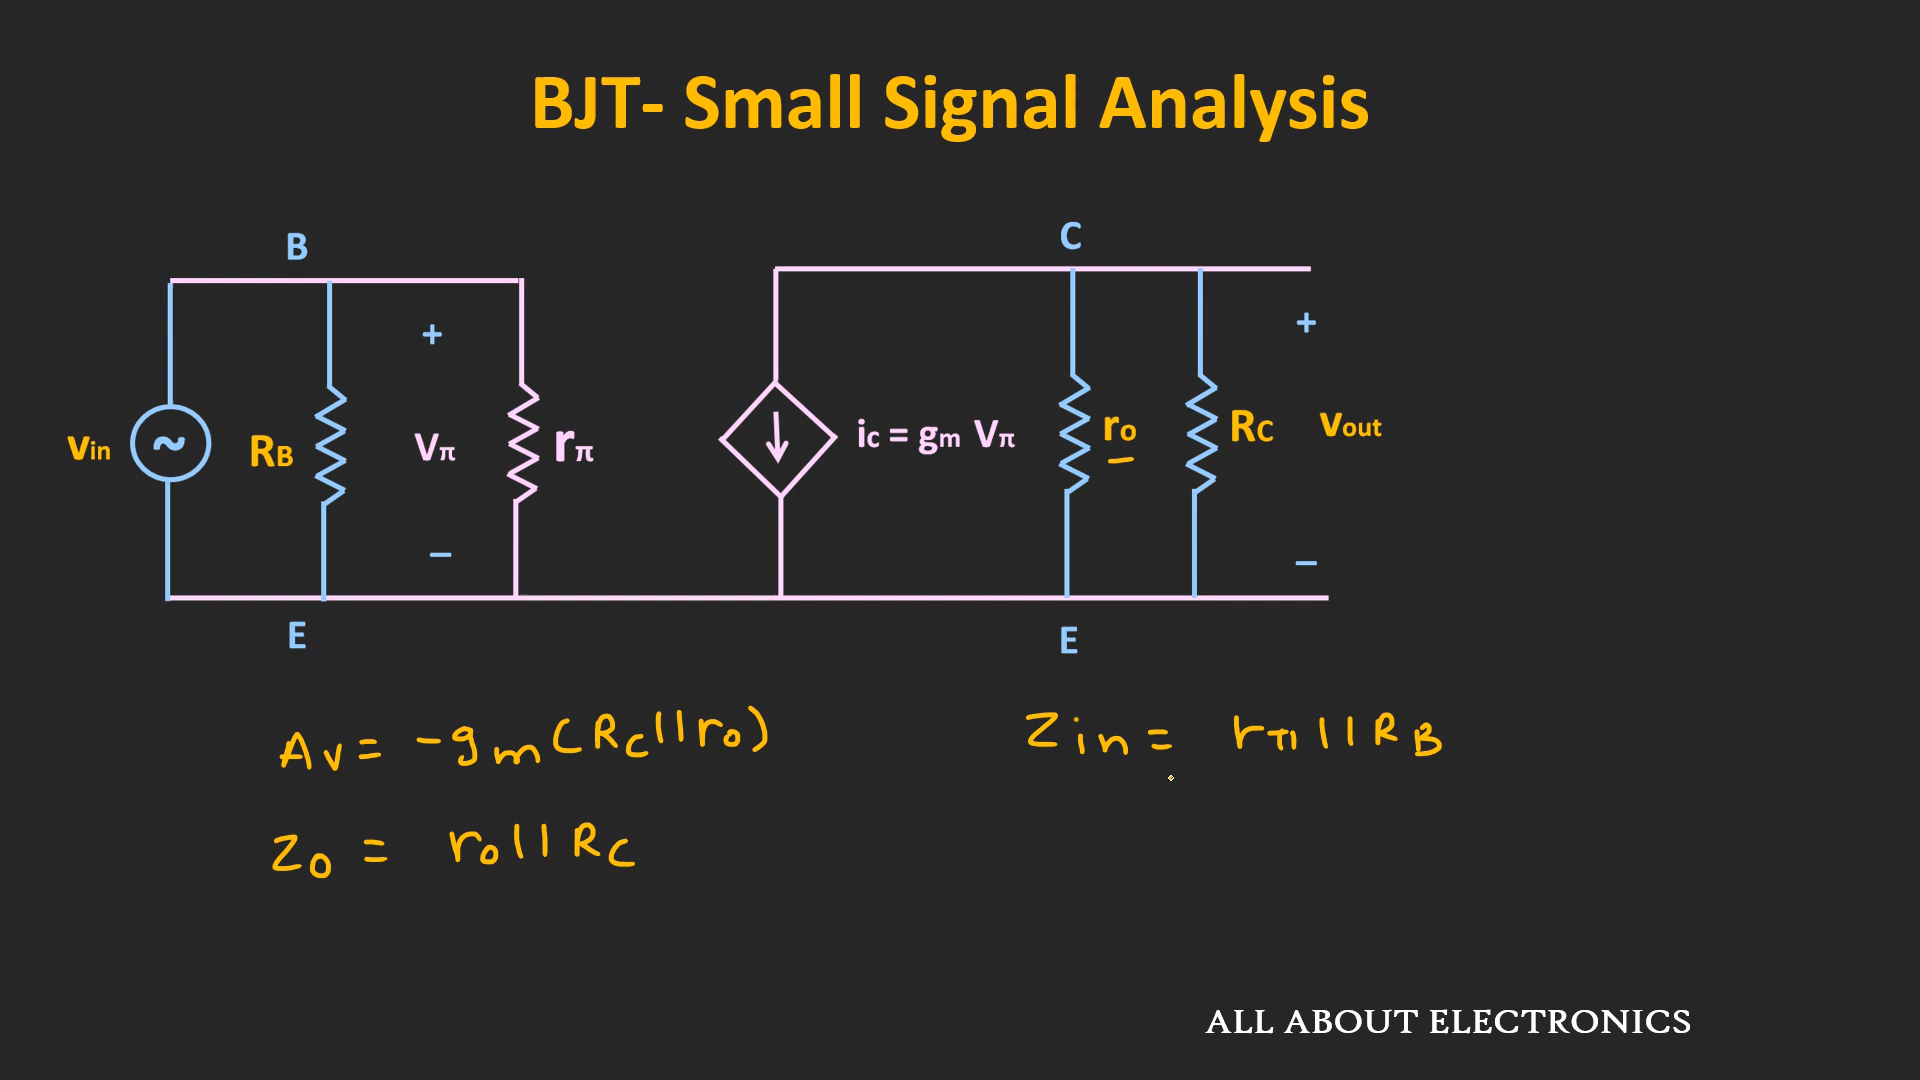 BJT- Small Signal Analysis
B
C
+
+
vin
RB
Vπ
rπ
ic = gm Vπ
ro
RC
vout
−
−
E
E
Av = -gm (Rc || ro)
Zin = rπ || RB
Zo = ro || Rc
ALL ABOUT ELECTRONICS